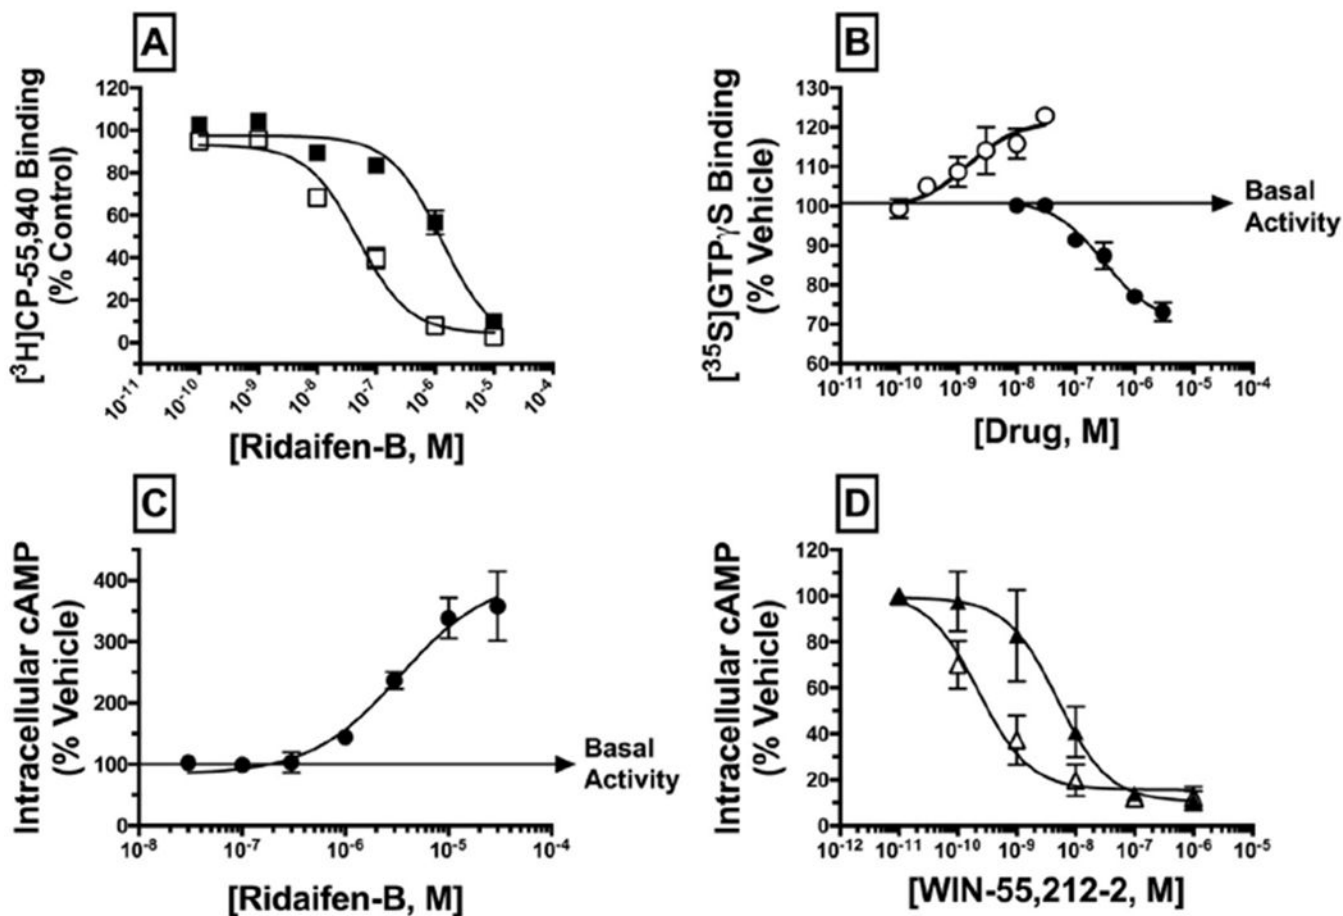 A
[³H]CP-55,940 Binding
(% Control)
120
100
80
60
40
20
0
10⁻¹¹ 10⁻¹⁰ 10⁻⁹ 10⁻⁸ 10⁻⁷ 10⁻⁶ 10⁻⁵ 10⁻⁴
[Ridaifen-B, M]
B
[³⁵S]GTPγS Binding
(% Vehicle)
130
120
110
100
90
80
70
60
Basal
Activity
10⁻¹¹ 10⁻¹⁰ 10⁻⁹ 10⁻⁸ 10⁻⁷ 10⁻⁶ 10⁻⁵ 10⁻⁴
[Drug, M]
C
Intracellular cAMP
(% Vehicle)
400
300
200
100
0
Basal
Activity
10⁻⁸ 10⁻⁷ 10⁻⁶ 10⁻⁵ 10⁻⁴
[Ridaifen-B, M]
D
Intracellular cAMP
(% Vehicle)
120
100
80
60
40
20
0
10⁻¹² 10⁻¹¹ 10⁻¹⁰ 10⁻⁹ 10⁻⁸ 10⁻⁷ 10⁻⁶ 10⁻⁵
[WIN-55,212-2, M]